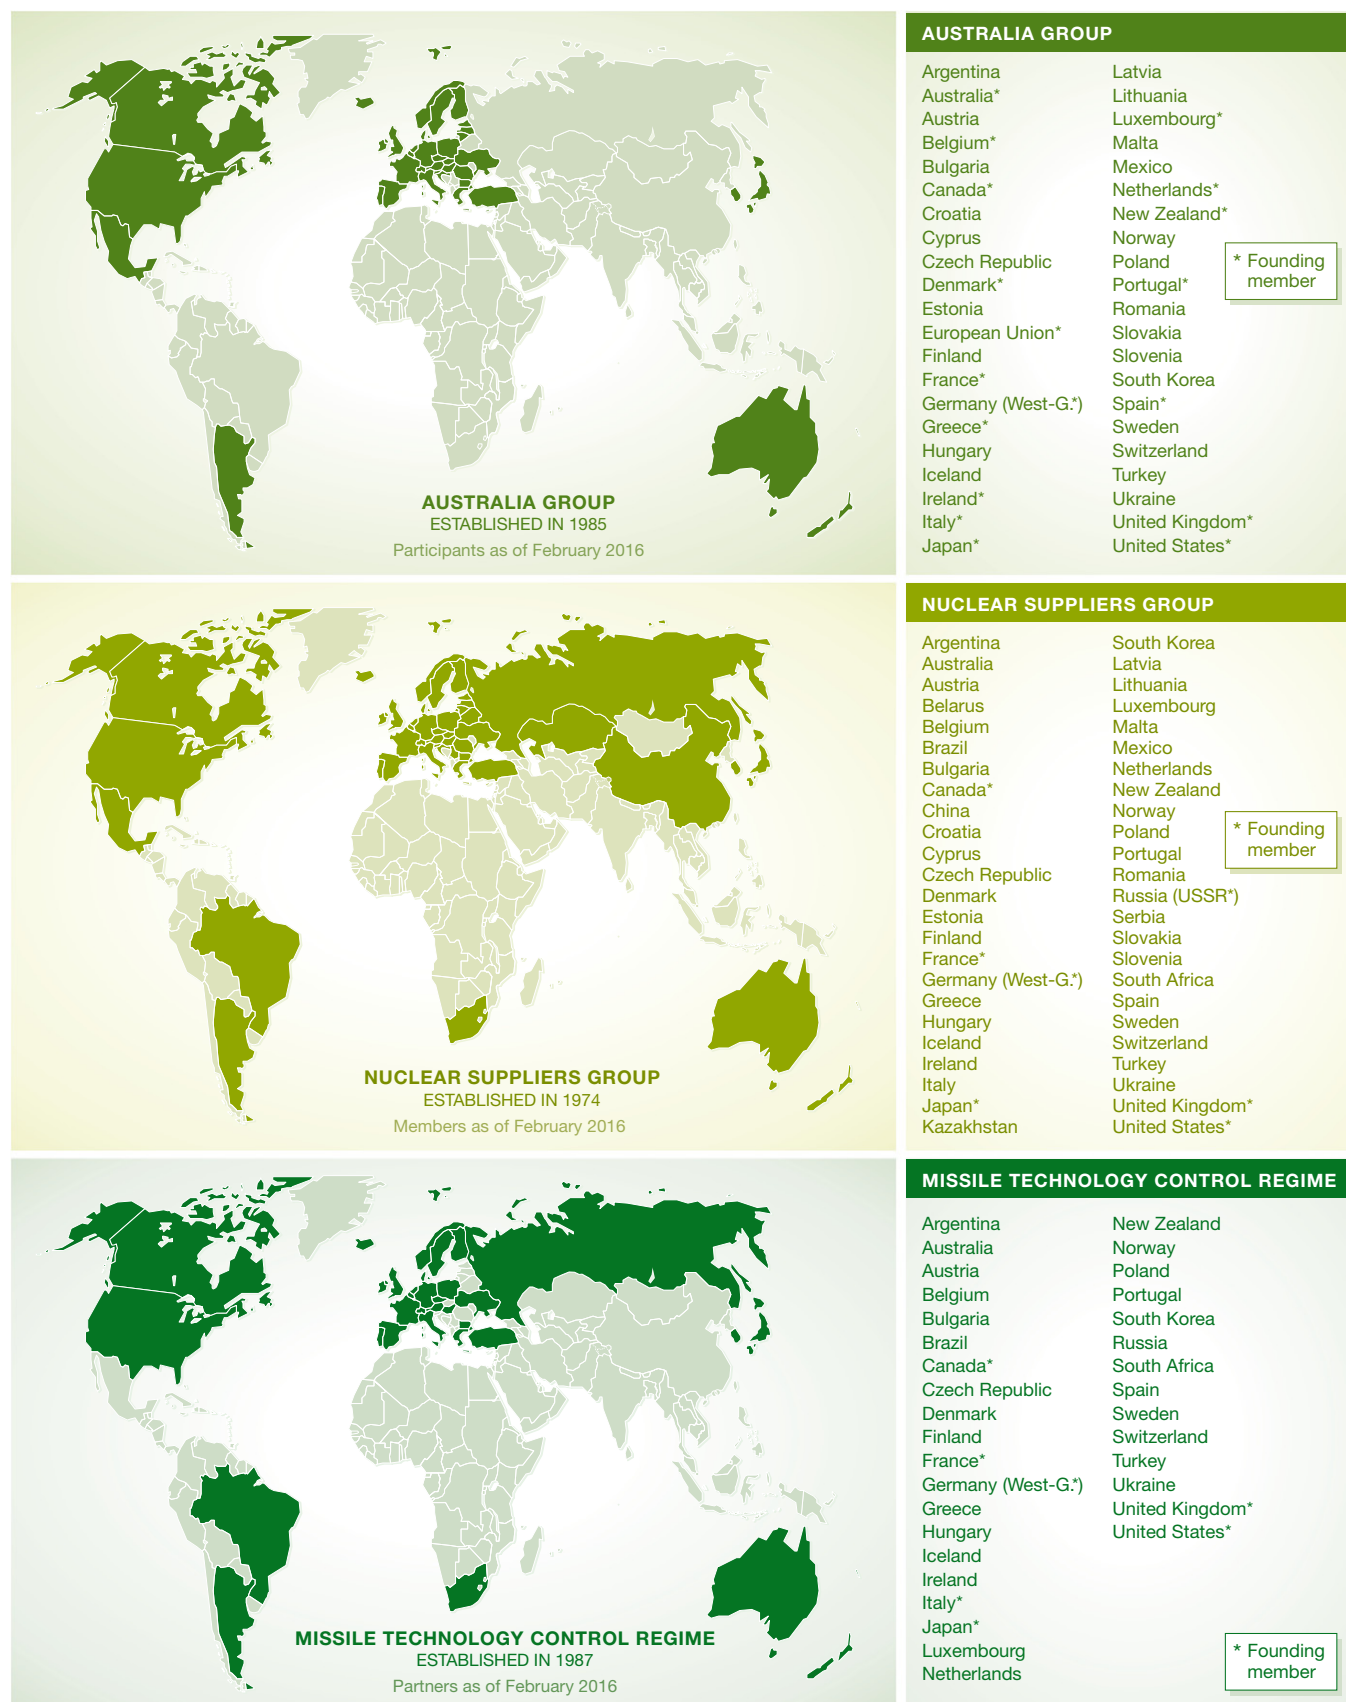 AUSTRALIA GROUP
ESTABLISHED IN 1985
Participants as of February 2016
AUSTRALIA GROUP
Argentina
Australia*
Austria
Belgium*
Bulgaria
Canada*
Croatia
Cyprus
Czech Republic
Denmark*
Estonia
European Union*
Finland
France*
Germany (West-G.*)
Greece*
Hungary
Iceland
Ireland*
Italy*
Japan*
Latvia
Lithuania
Luxembourg*
Malta
Mexico
Netherlands*
New Zealand*
Norway
Poland
Portugal*
Romania
Slovakia
Slovenia
South Korea
Spain*
Sweden
Switzerland
Turkey
Ukraine
United Kingdom*
United States*
* Founding
member
NUCLEAR SUPPLIERS GROUP
ESTABLISHED IN 1974
Members as of February 2016
NUCLEAR SUPPLIERS GROUP
Argentina
Australia
Austria
Belarus
Belgium
Brazil
Bulgaria
Canada*
China
Croatia
Cyprus
Czech Republic
Denmark
Estonia
Finland
France*
Germany (West-G.*)
Greece
Hungary
Iceland
Ireland
Italy
Japan*
Kazakhstan
South Korea
Latvia
Lithuania
Luxembourg
Malta
Mexico
Netherlands
New Zealand
Norway
Poland
Portugal
Romania
Russia (USSR*)
Serbia
Slovakia
Slovenia
South Africa
Spain
Sweden
Switzerland
Turkey
Ukraine
United Kingdom*
United States*
* Founding
member
MISSILE TECHNOLOGY CONTROL REGIME
ESTABLISHED IN 1987
Partners as of February 2016
MISSILE TECHNOLOGY CONTROL REGIME
Argentina
Australia
Austria
Belgium
Bulgaria
Brazil
Canada*
Czech Republic
Denmark
Finland
France*
Germany (West-G.*)
Greece
Hungary
Iceland
Ireland
Italy*
Japan*
Luxembourg
Netherlands
New Zealand
Norway
Poland
Portugal
South Korea
Russia
South Africa
Spain
Sweden
Switzerland
Turkey
Ukraine
United Kingdom*
United States*
* Founding
member